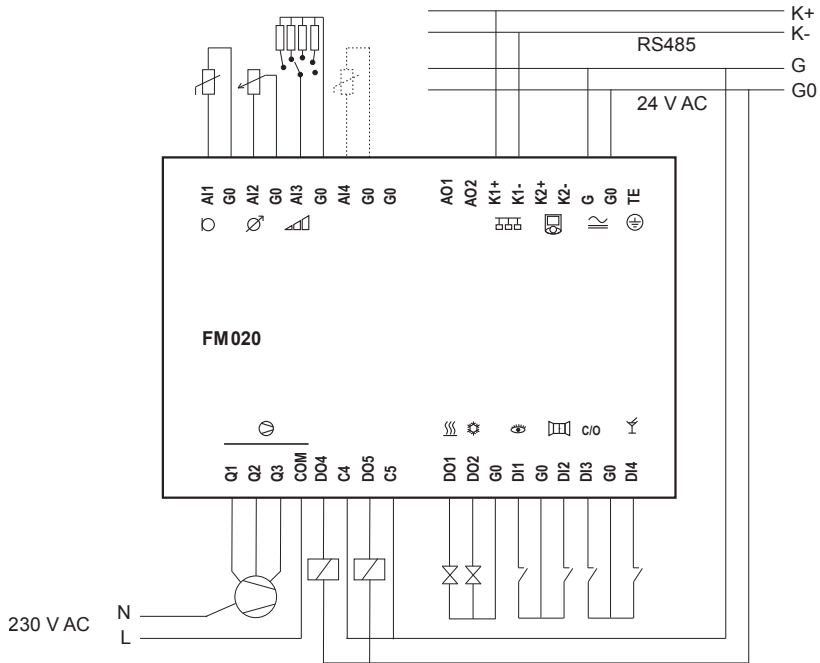 K+
K-
RS485
G
G0
24 V AC
AI1 G0 AI2 G0 AI3 G0 AI4 G0 G0
AO1 AO2 K1+ K1- K2+ K2- G G0 TE
FM020
C/O
Q1 Q2 Q3 COM DO4 C4 DO5 C5
DO1 DO2 G0 DI1 G0 DI2 DI3 G0 DI4
230 V AC
N
L